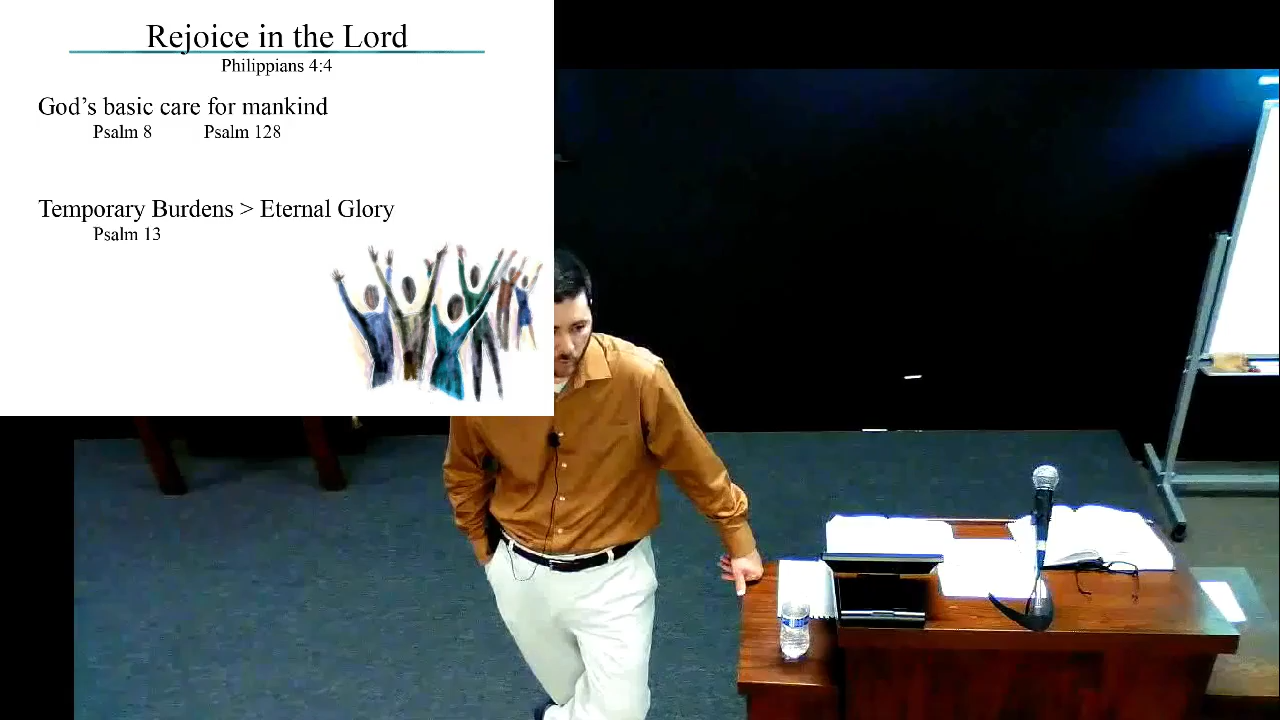 Rejoice in the Lord
Philippians 4:4
God's basic care for mankind
Psalm 8 Psalm 128
Temporary Burdens > Eternal Glory
Psalm 13